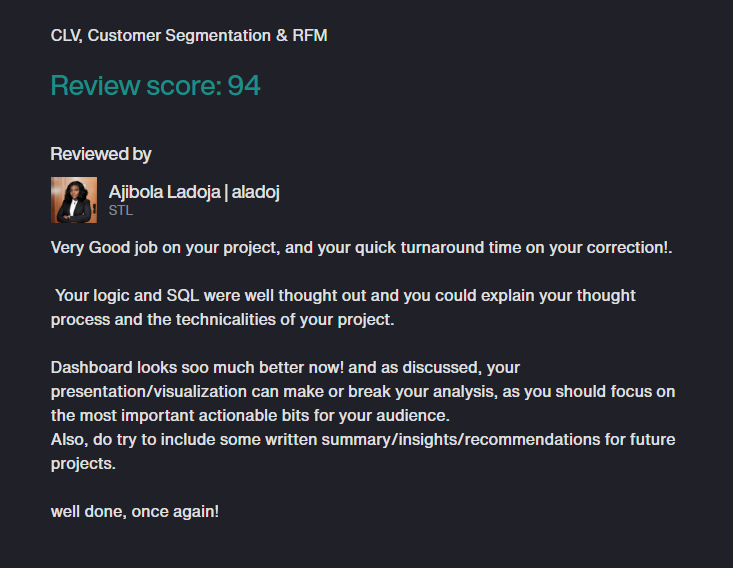 CLV, Customer Segmentation & RFM
Review score: 94
Reviewed by
Ajibola Ladoja | aladoj
STL
Very Good job on your project, and your quick turnaround time on your correction!.
Your logic and SQL were well thought out and you could explain your thought
process and the technicalities of your project.
Dashboard looks soo much better now! and as discussed, your
presentation/visualization can make or break your analysis, as you should focus on
the most important actionable bits for your audience.
Also, do try to include some written summary/insights/recommendations for future
projects.
well done, once again!